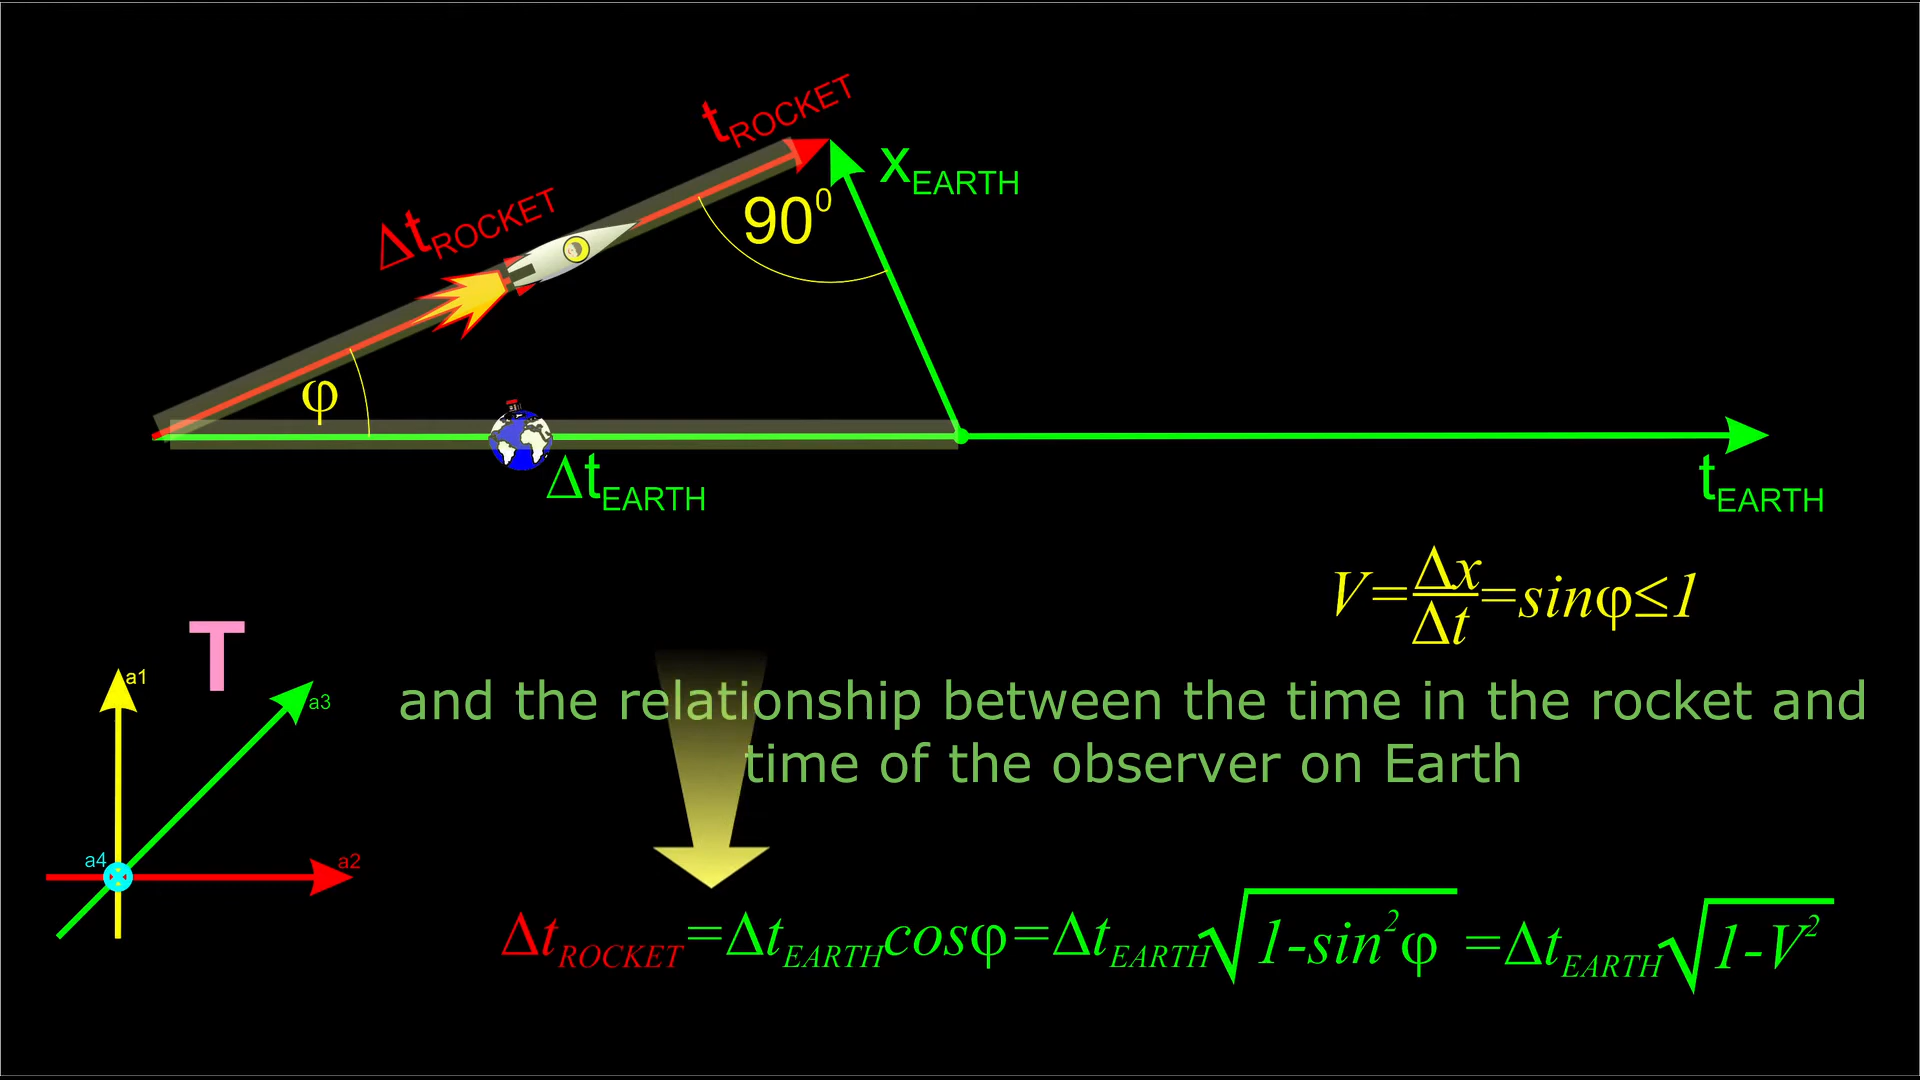 t_ROCKET
x_EARTH
Δt_ROCKET
90⁰
φ
Δt_EARTH
t_EARTH
V=Δx/Δt=sinφ≤1
T
a1
a3
and the relationship between the time in the rocket and
time of the observer on Earth
a4
a2
Δt_ROCKET=Δt_EARTHcosφ=Δt_EARTH√1-sin²φ=Δt_EARTH√1-V²